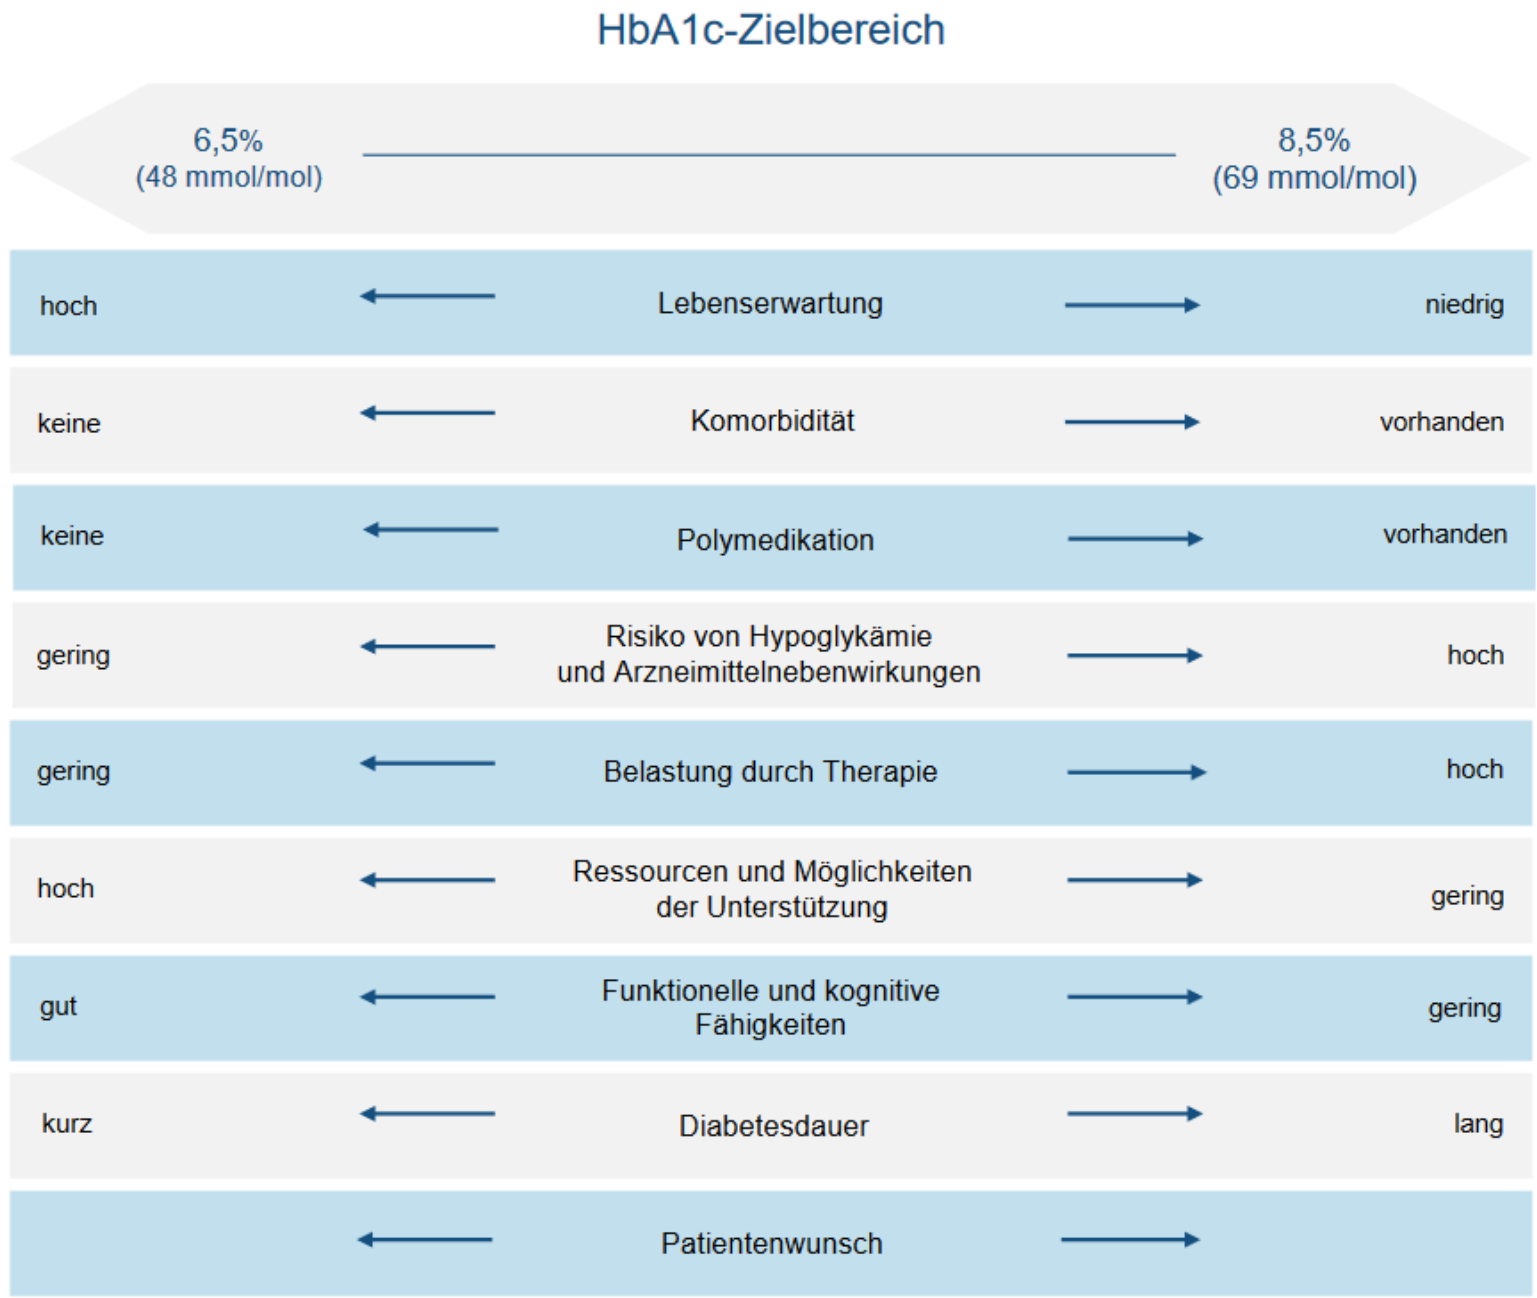 HbA1c-Zielbereich
6,5%
(48 mmol/mol)
8,5%
(69 mmol/mol)
hoch
Lebenserwartung
niedrig
keine
Komorbidität
vorhanden
keine
Polymedikation
vorhanden
gering
Risiko von Hypoglykämie
und Arzneimittelnebenwirkungen
hoch
gering
Belastung durch Therapie
hoch
hoch
Ressourcen und Möglichkeiten
der Unterstützung
gering
gut
Funktionelle und kognitive
Fähigkeiten
gering
kurz
Diabetesdauer
lang
Patientenwunsch